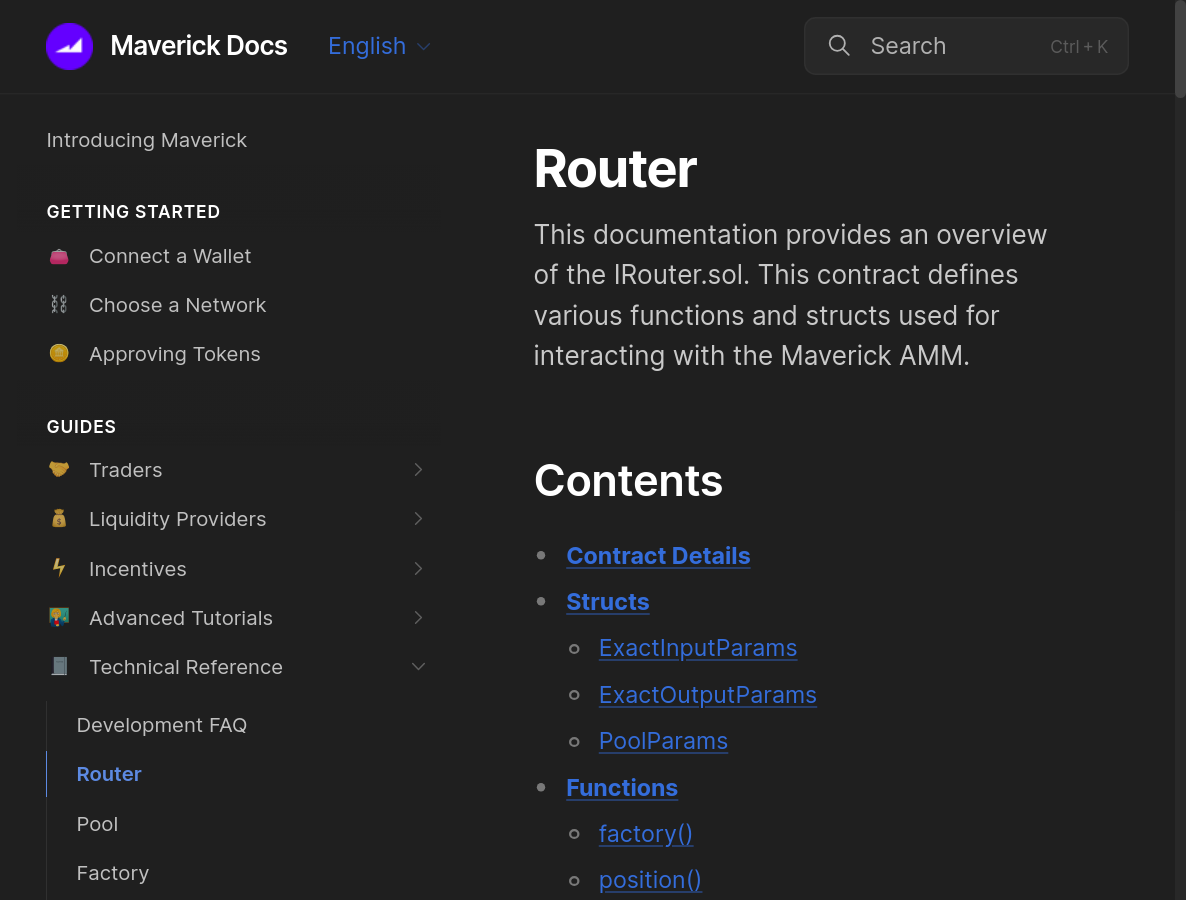 Maverick Docs
English
Search
Ctrl + K
Introducing Maverick
GETTING STARTED
Connect a Wallet
Choose a Network
Approving Tokens
GUIDES
Traders
Liquidity Providers
Incentives
Advanced Tutorials
Technical Reference
Development FAQ
Router
Pool
Factory
Router
This documentation provides an overview
of the IRouter.sol. This contract defines
various functions and structs used for
interacting with the Maverick AMM.
Contents
Contract Details
Structs
ExactInputParams
ExactOutputParams
PoolParams
Functions
factory()
position()